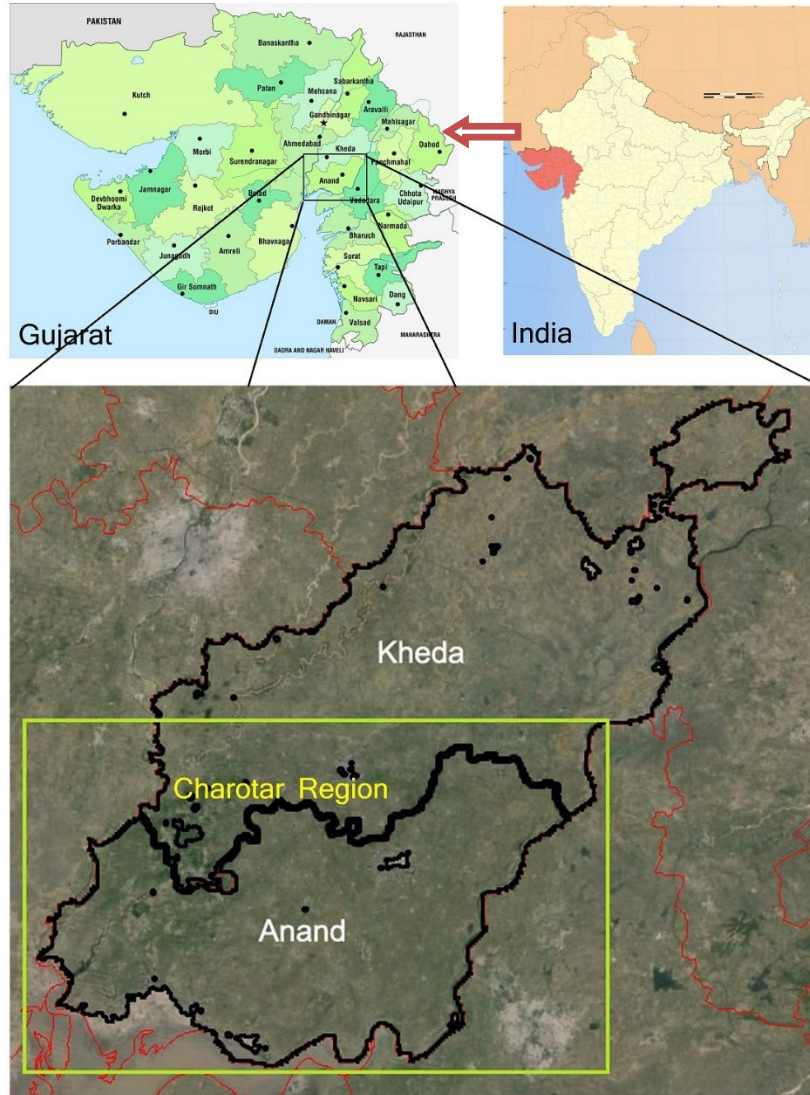 PAKISTAN
RAJASTHAN
Banaskantha
Patan
Sabarkantha
Mehsana
Aravalli
Kutch
Gandhinagar
Mahisagar
Ahmedabad
Kheda
Dahod
Morbi
Surendranagar
Panchmahal
Anand
Jamnagar
Devbhoomi
Dwarka
Rajkot
Botad
Vadodara
Chhota
Udaipur
MADHYA
PRADESH
Porbandar
Amreli
Bhavnagar
Narmada
Junagadh
Bharuch
Gir Somnath
Surat
Tapi
DIU
Navsari
Dang
DAMAN
Valsad
MAHARASHTRA
DADRA AND NAGAR HAVELI
Gujarat
India
Kheda
Charotar Region
Anand